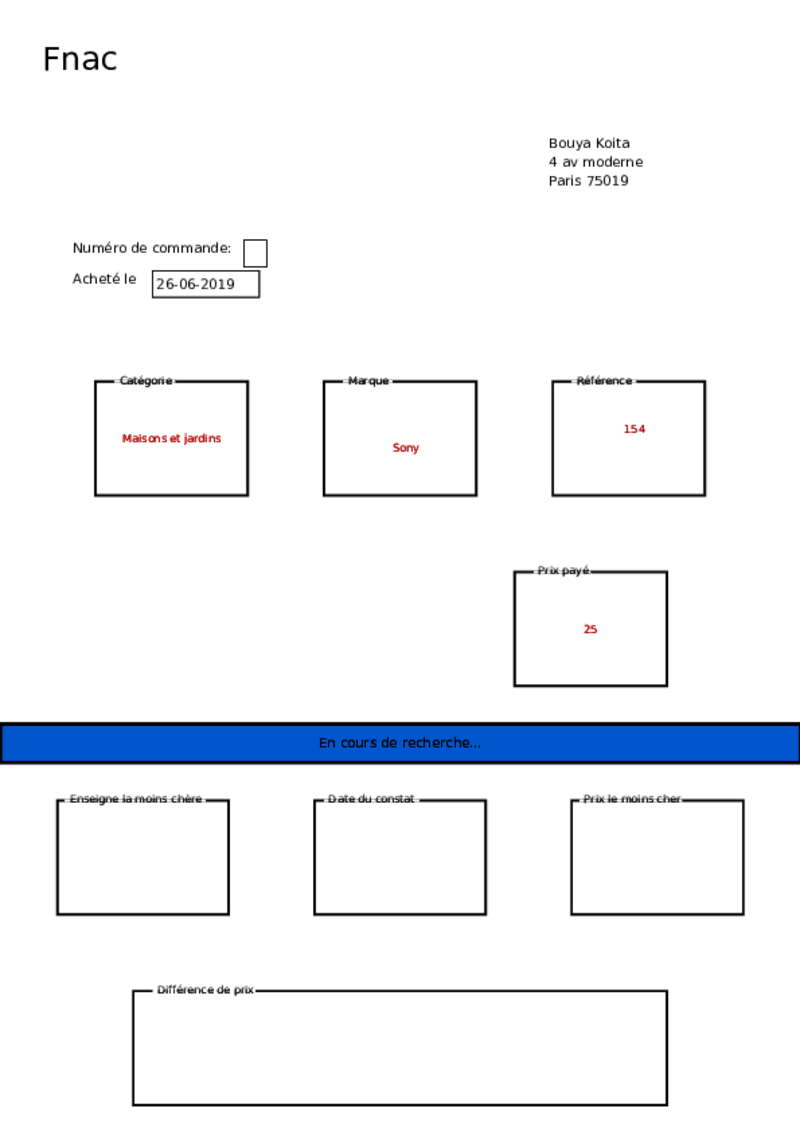 Fnac
Bouya Koita
4 av moderne
Paris 75019
Numéro de commande:
Acheté le 26-06-2019
Catégorie Marque Référence
Maisons et jardins Sony 154
Prix payé
25
En cours de recherche...
Enseigne la moins chère Date du constat Prix le moins cher
Différence de prix